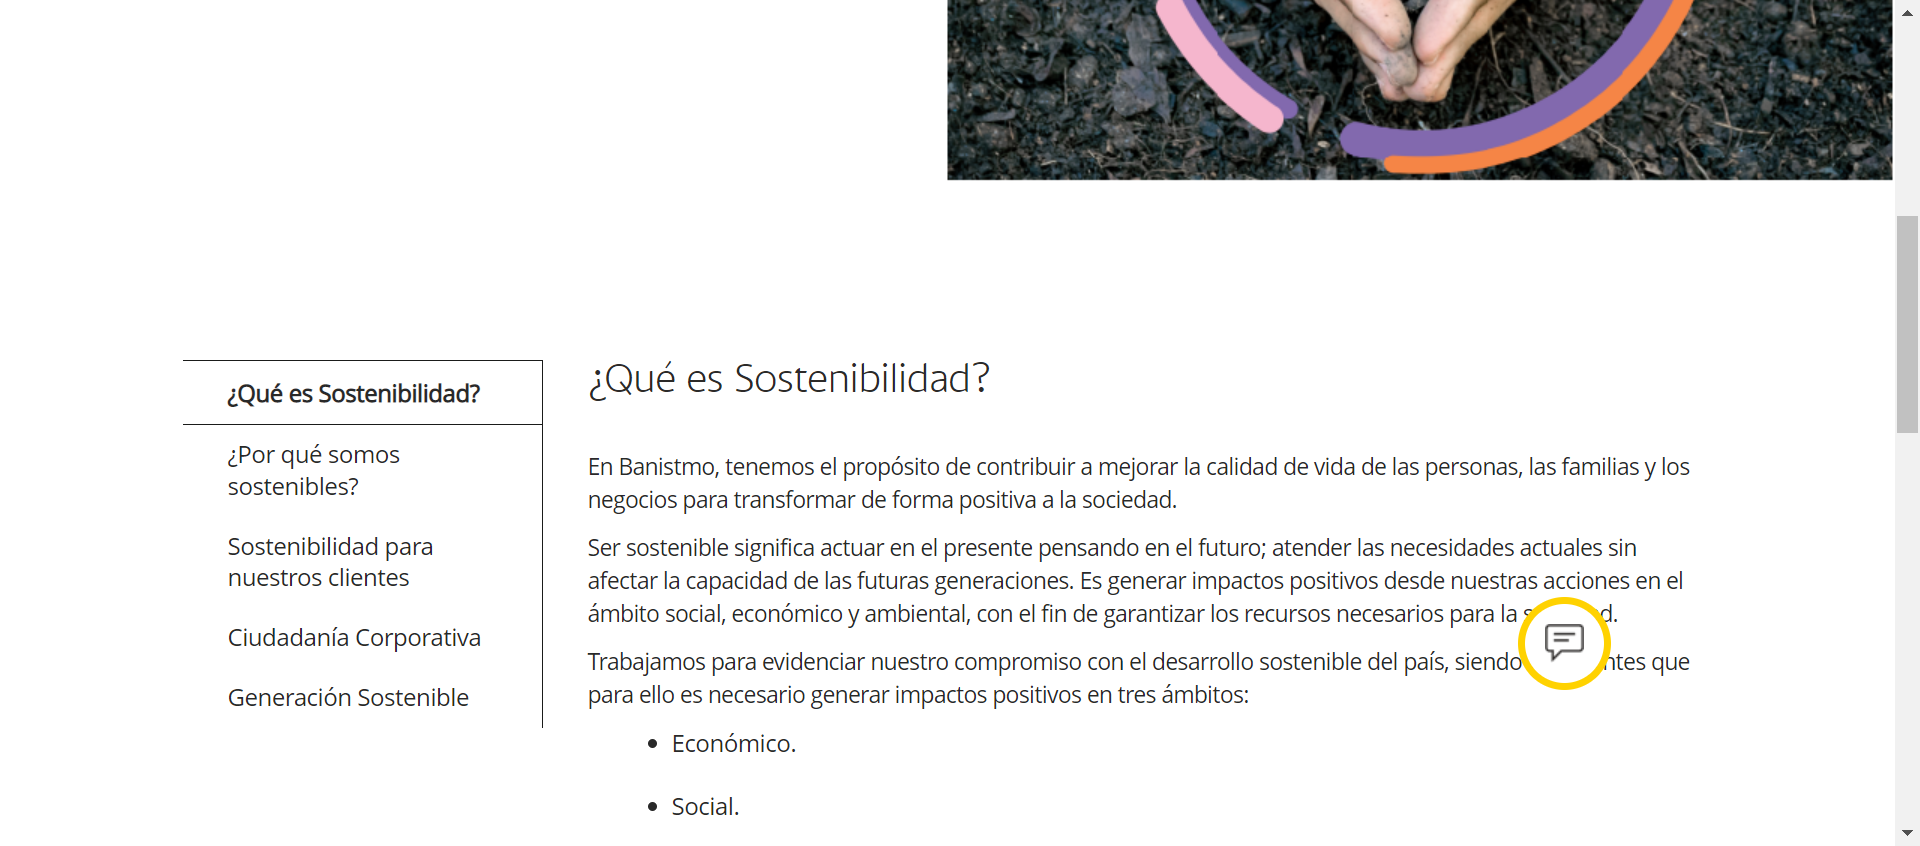 ¿Qué es Sostenibilidad?
¿Por qué somos
sostenibles?
Sostenibilidad para
nuestros clientes
Ciudadanía Corporativa
Generación Sostenible
¿Qué es Sostenibilidad?
En Banistmo, tenemos el propósito de contribuir a mejorar la calidad de vida de las personas, las familias y los
negocios para transformar de forma positiva a la sociedad.
Ser sostenible significa actuar en el presente pensando en el futuro; atender las necesidades actuales sin
afectar la capacidad de las futuras generaciones. Es generar impactos positivos desde nuestras acciones en el
ámbito social, económico y ambiental, con el fin de garantizar los recursos necesarios para la
Trabajamos para evidenciar nuestro compromiso con el desarrollo sostenible del país, siendo que
para ello es necesario generar impactos positivos en tres ámbitos:
Económico.
Social.